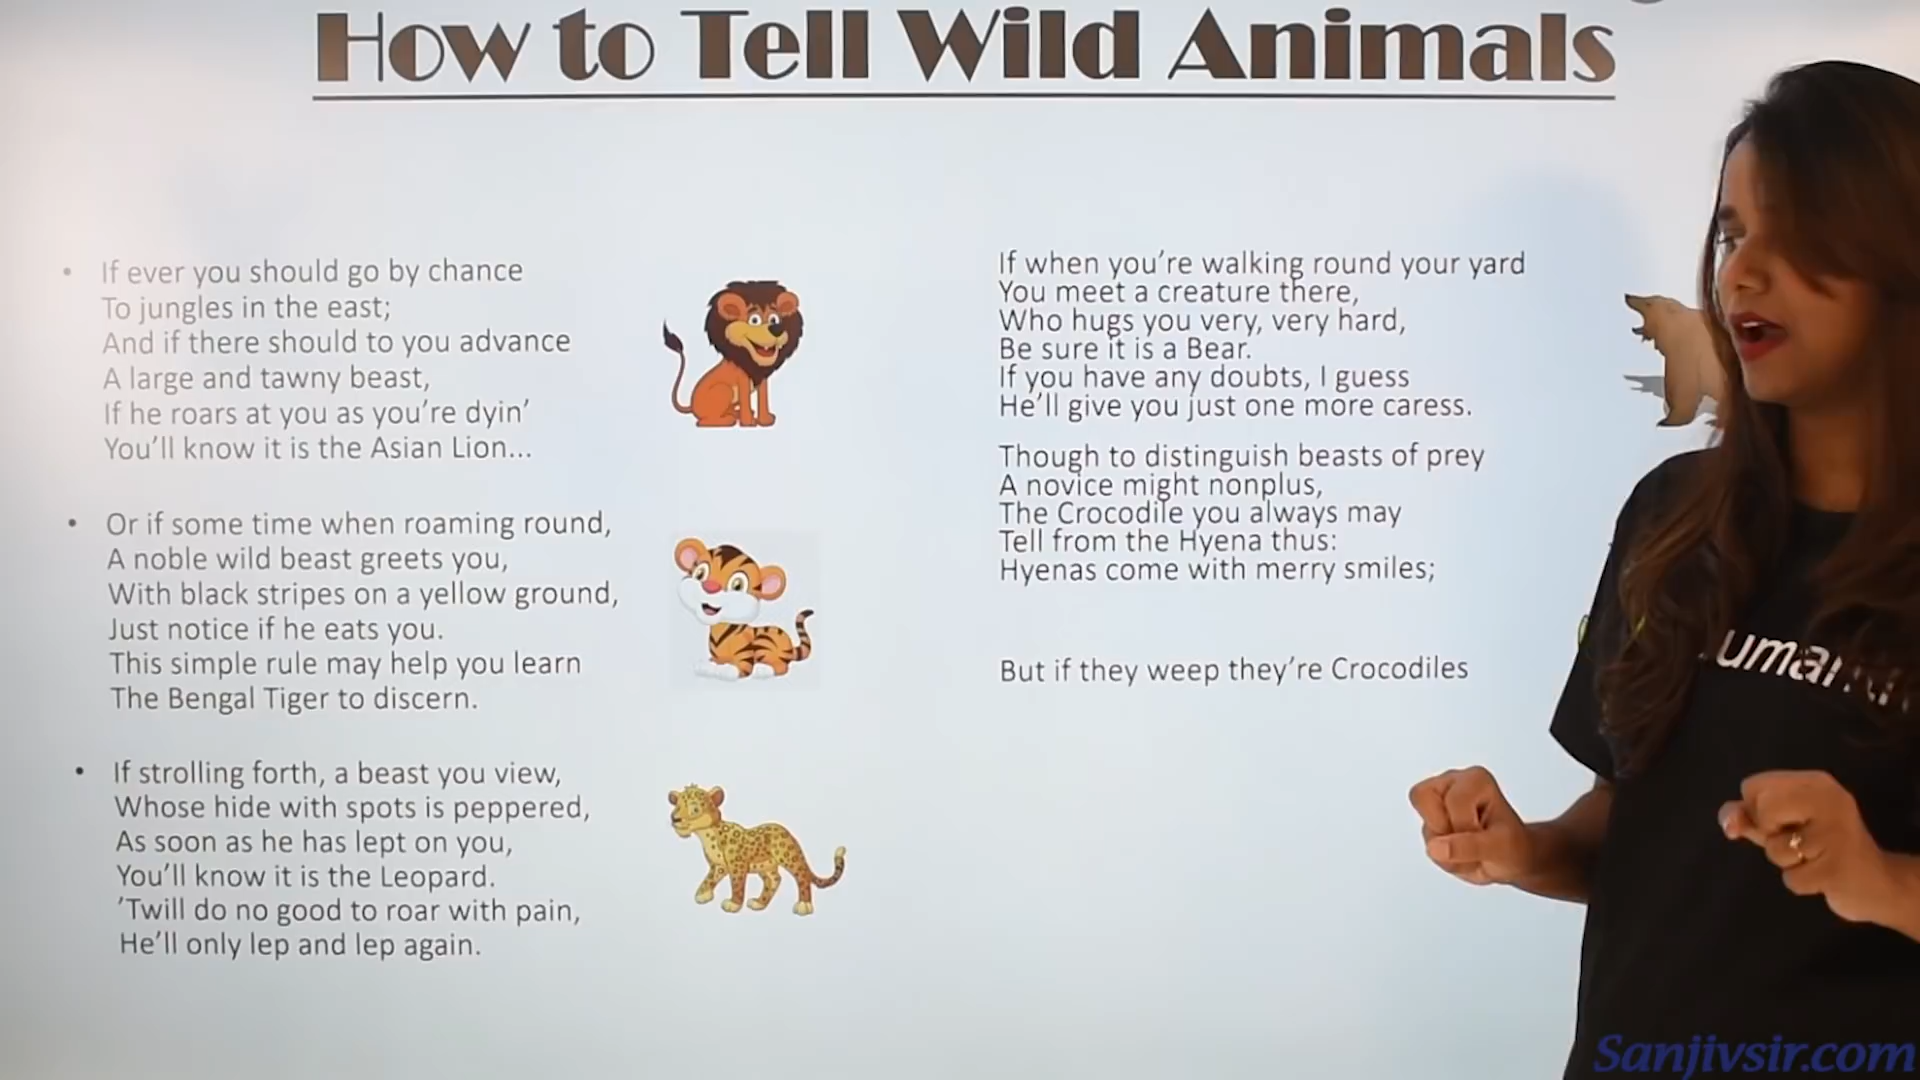 How to Tell Wild Animals
• If ever you should go by chance
To jungles in the east;
And if there should to you advance
A large and tawny beast,
If he roars at you as you’re dyin’
You’ll know it is the Asian Lion...
• Or if some time when roaming round,
A noble wild beast greets you,
With black stripes on a yellow ground,
Just notice if he eats you.
This simple rule may help you learn
The Bengal Tiger to discern.
• If strolling forth, a beast you view,
Whose hide with spots is peppered,
As soon as he has lept on you,
You’ll know it is the Leopard.
’Twill do no good to roar with pain,
He’ll only lep and lep again.
If when you’re walking round your yard
You meet a creature there,
Who hugs you very, very hard,
Be sure it is a Bear.
If you have any doubts, I guess
He’ll give you just one more caress.
Though to distinguish beasts of prey
A novice might nonplus,
The Crocodile you always may
Tell from the Hyena thus:
Hyenas come with merry smiles;
But if they weep they’re Crocodiles
Sanjivsir.com